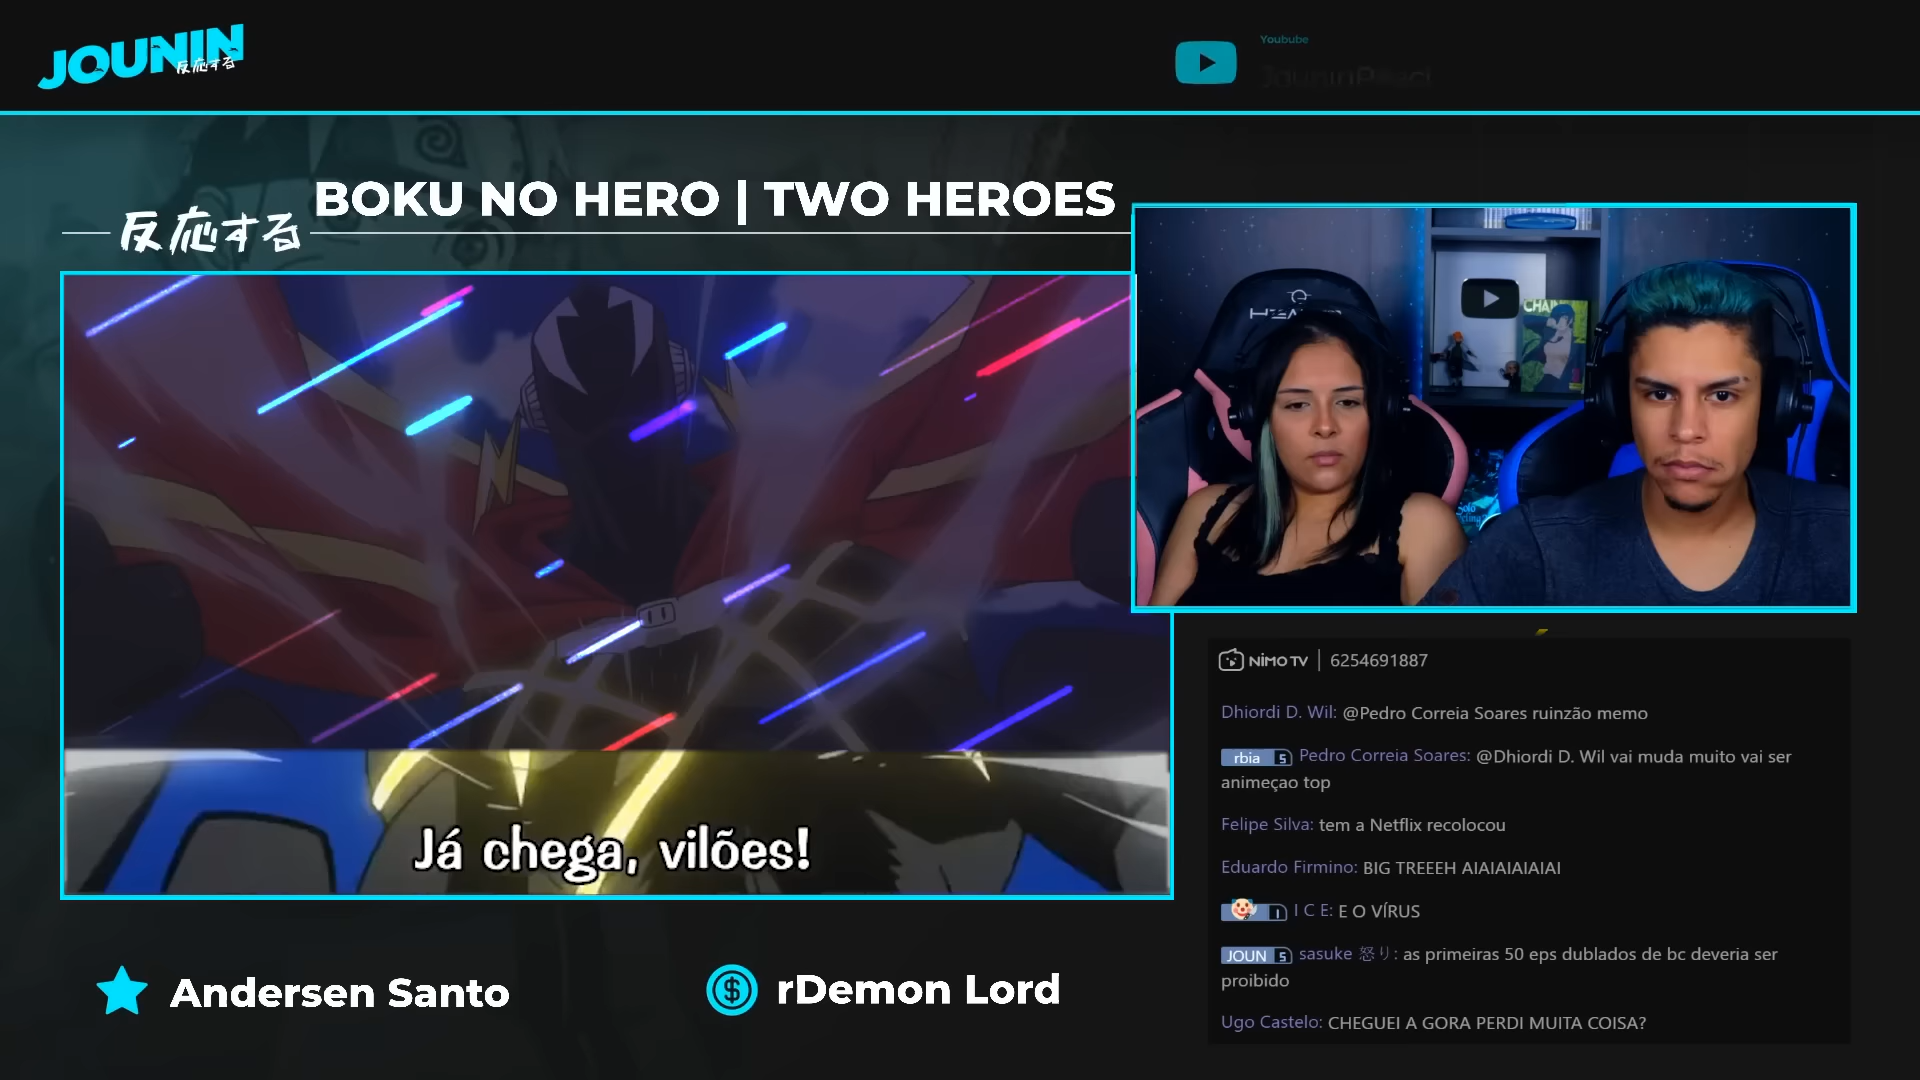 JOUNIN
反応する
Youbube
BOKU NO HERO | TWO HEROES
反応する
CHAIN
Solo
Já chega, vilões!
NiMO TV | 6254691887
Dhiordi D. Wil: @Pedro Correia Soares ruinzão memo
rbia 5 Pedro Correia Soares: @Dhiordi D. Wil vai muda muito vai ser
animeçao top
Felipe Silva: tem a Netflix recolocou
Eduardo Firmino: BIG TREEEH AIAIAIAIAIAI
1 I C E: E O VÍRUS
JOUN 5 sasuke 怒り: as primeiras 50 eps dublados de bc deveria ser
proibido
Ugo Castelo: CHEGUEI A GORA PERDI MUITA COISA?
Andersen Santo
$ rDemon Lord